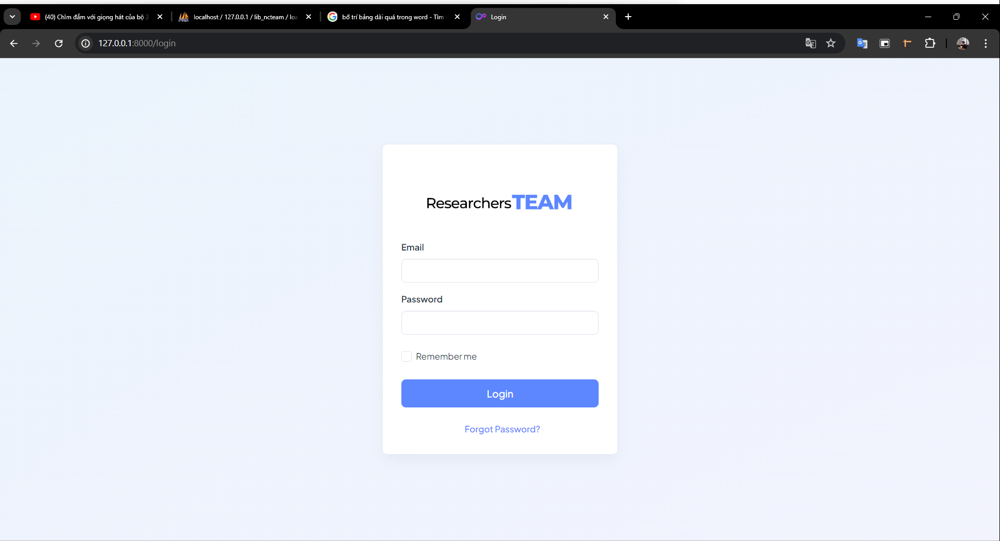 (40) Chìm đắm với giọng hát của bộ 3
localhost / 127.0.0.1 / lib_ncteam / loa
bố trí bảng dài quá trong word - Tìm
Login
127.0.0.1:8000/login
ResearchersTEAM
Email
Password
Remember me
Login
Forgot Password?